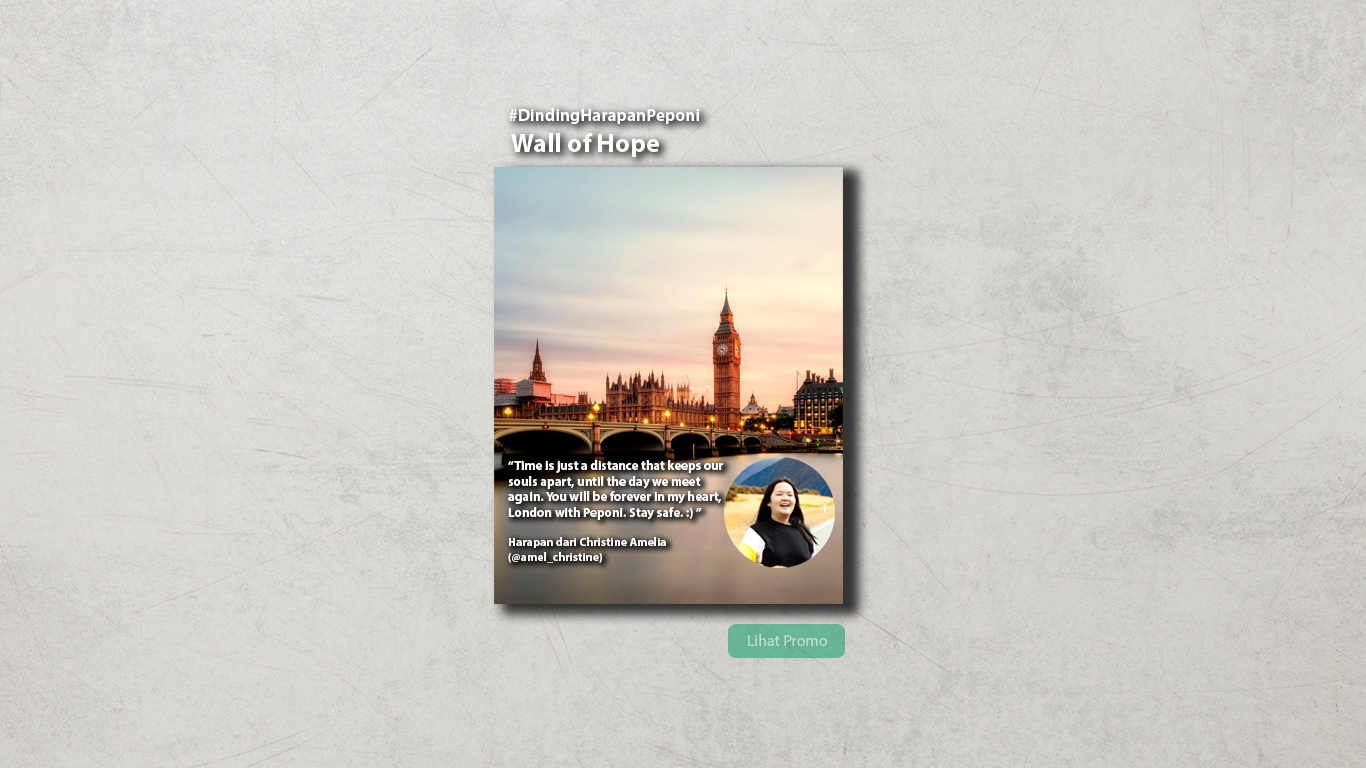 #DindingHarapanPeponi
Wall of Hope
“Time is just a distance that keeps our
souls apart, until the day we meet
again. You will be forever in my heart,
London with Peponi. Stay safe. :) ”
Harapan dari Christine Amelia
(@amel_christine)
Lihat Promo